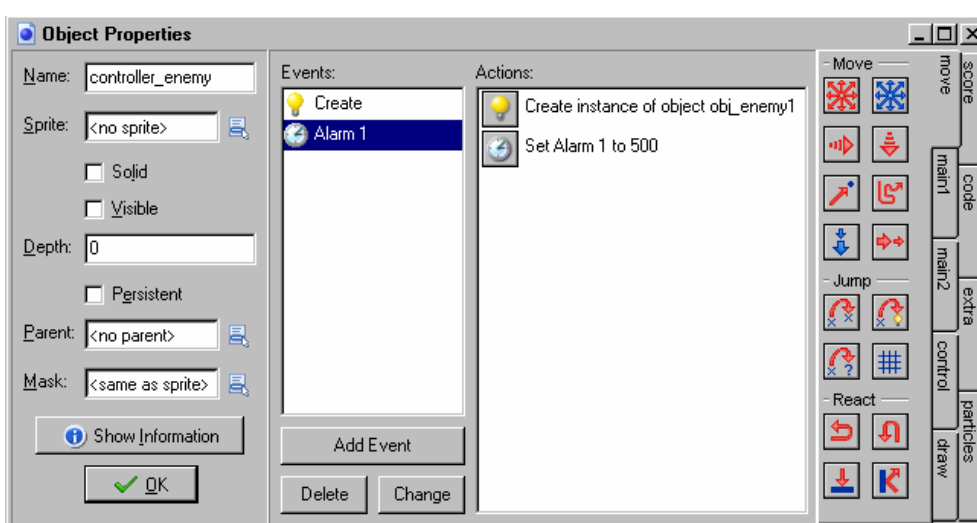 Object Properties
Name: controller_enemy
Sprite: <no sprite>
Solid
Visible
Depth: 0
Persistent
Parent: <no parent>
Mask: <same as sprite>
Show Information
OK
Events:
Create
Alarm 1
Add Event
Delete Change
Actions:
Create instance of object obj_enemy1
Set Alarm 1 to 500
Move
Jump
React
move
main1
main2
control
draw
score
code
extra
particles